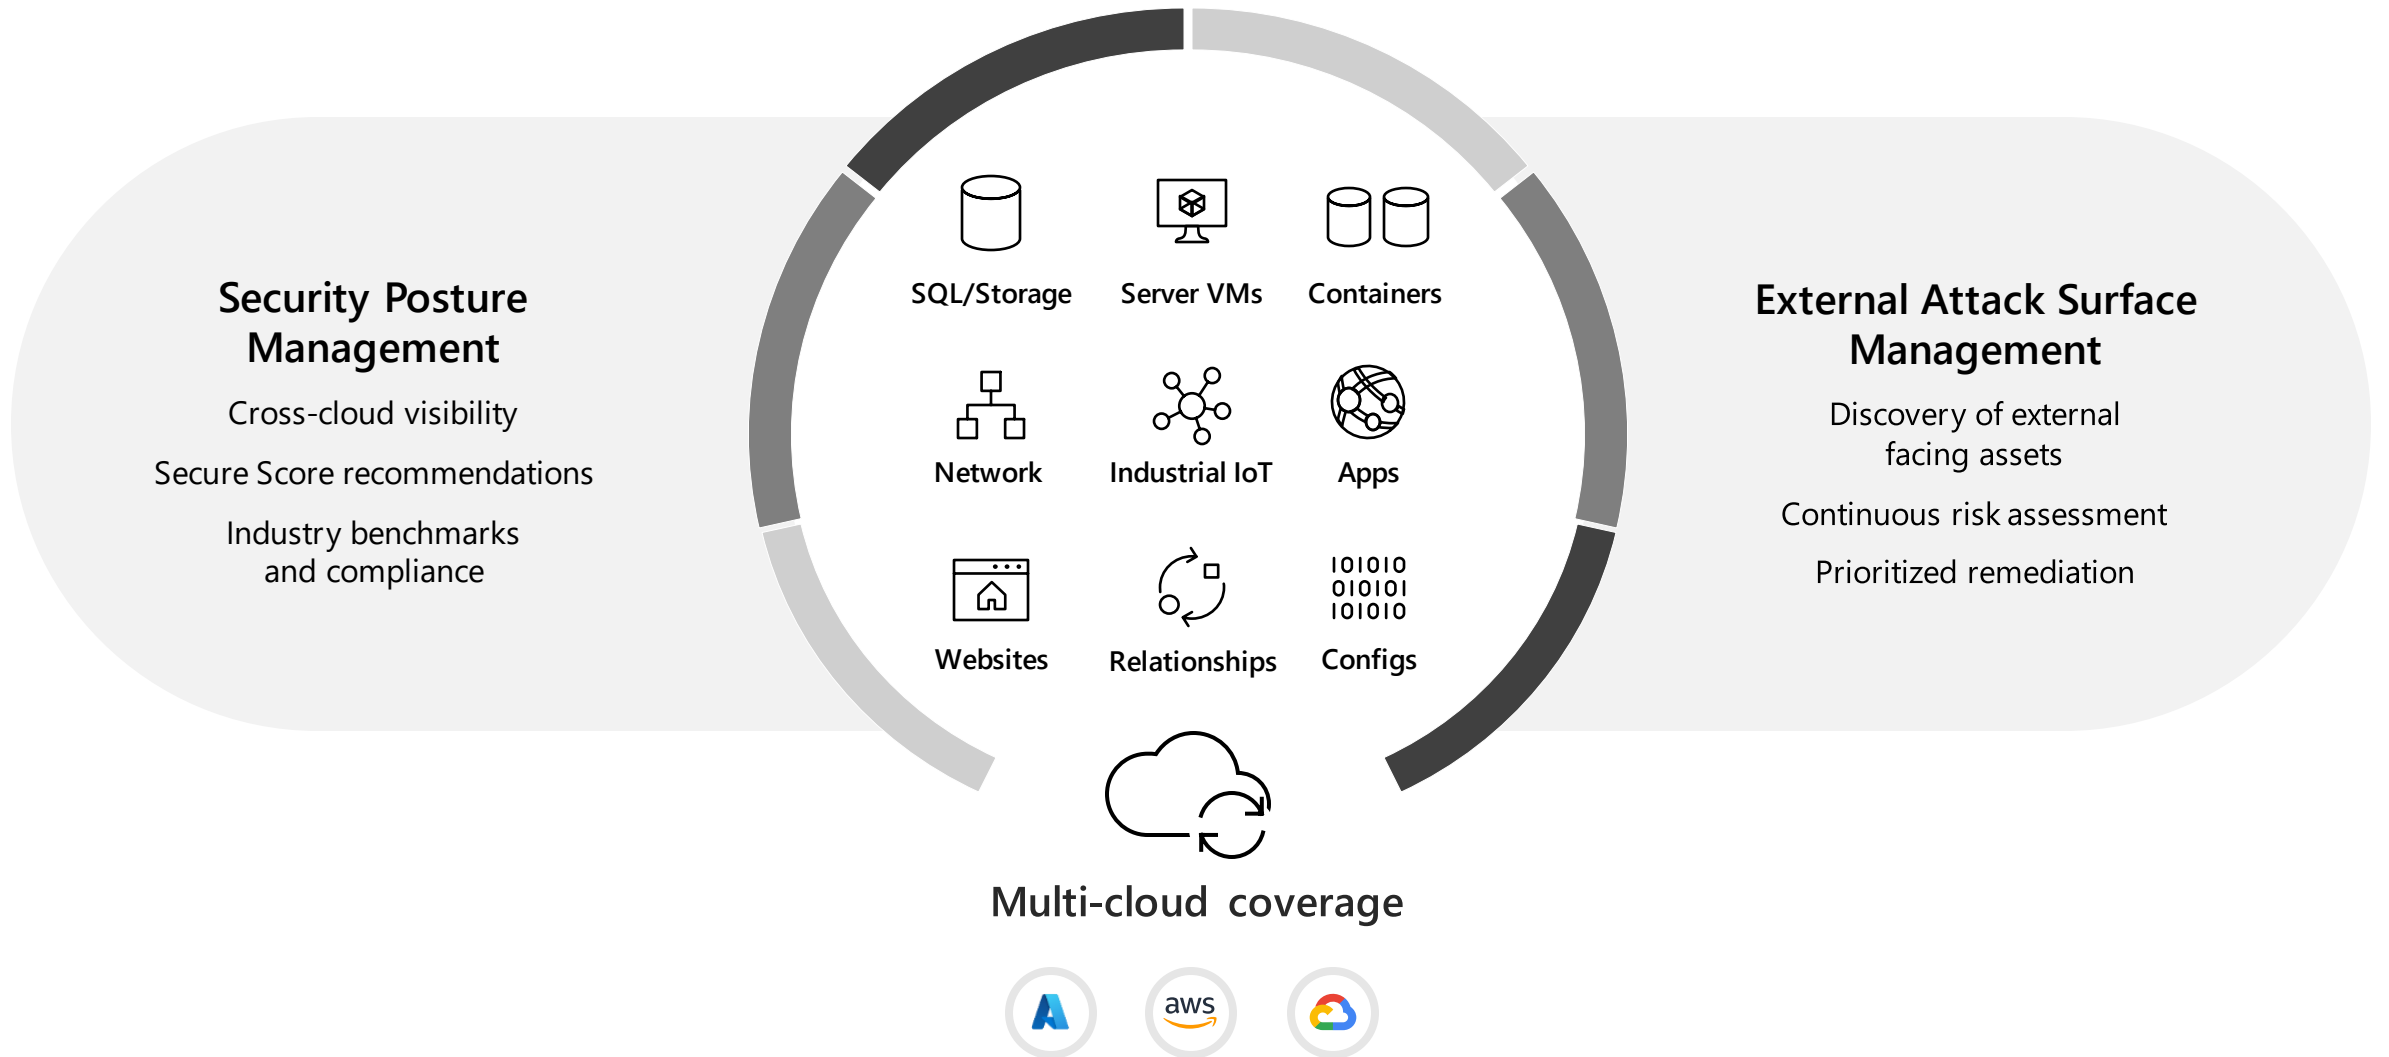 Security Posture
Management
Cross-cloud visibility
Secure Score recommendations
Industry benchmarks
and compliance
SQL/Storage
Server VMs
Containers
Network
Industrial IoT
Apps
101010
010101
101010
Websites
Relationships
Configs
External Attack Surface
Management
Discovery of external
facing assets
Continuous risk assessment
Prioritized remediation
Multi-cloud coverage
aws